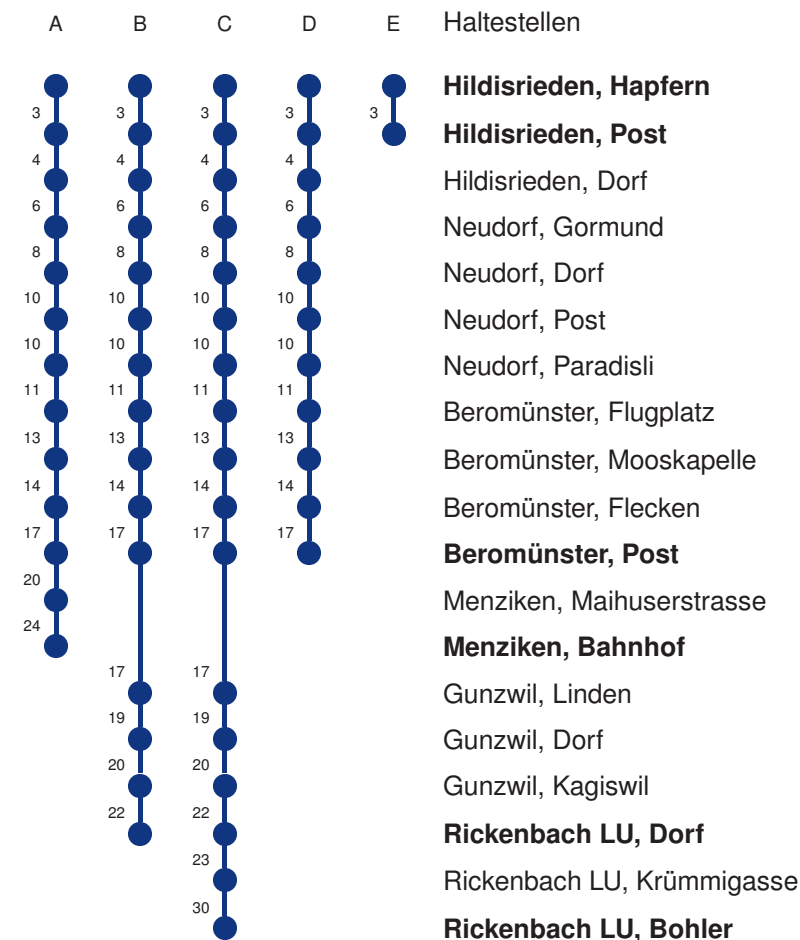 A B C D E Haltestellen
Hildisrieden, Hapfern
3 3 3 3 3
Hildisrieden, Post
4 4 4 4
Hildisrieden, Dorf
6 6 6 6
Neudorf, Gormund
8 8 8 8
Neudorf, Dorf
10 10 10 10
Neudorf, Post
10 10 10 10
Neudorf, Paradisli
11 11 11 11
Beromünster, Flugplatz
13 13 13 13
Beromünster, Mooskapelle
14 14 14 14
Beromünster, Flecken
17 17 17 17
Beromünster, Post
20
Menziken, Maihuserstrasse
24
Menziken, Bahnhof
17 17
Gunzwil, Linden
19 19
Gunzwil, Dorf
20 20
Gunzwil, Kagiswil
22 22
Rickenbach LU, Dorf
23
Rickenbach LU, Krümmigasse
30
Rickenbach LU, Bohler